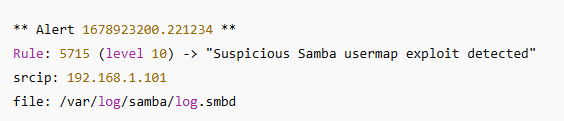 ** Alert 1678923200.221234 **
Rule: 5715 (level 10) -> "Suspicious Samba usermap exploit detected"
srcip: 192.168.1.101
file: /var/log/samba/log.smbd